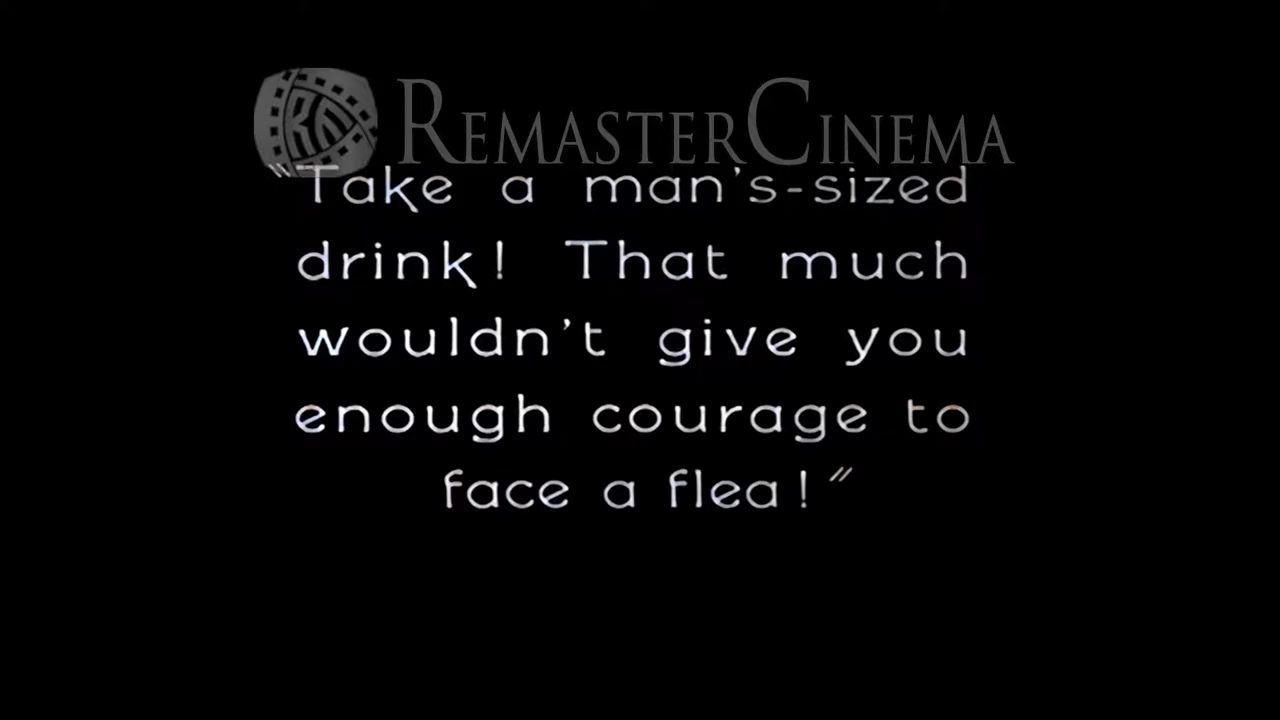 REMASTERCINEMA
"Take a man's-sized
drink! That much
wouldn't give you
enough courage to
face a flea!"